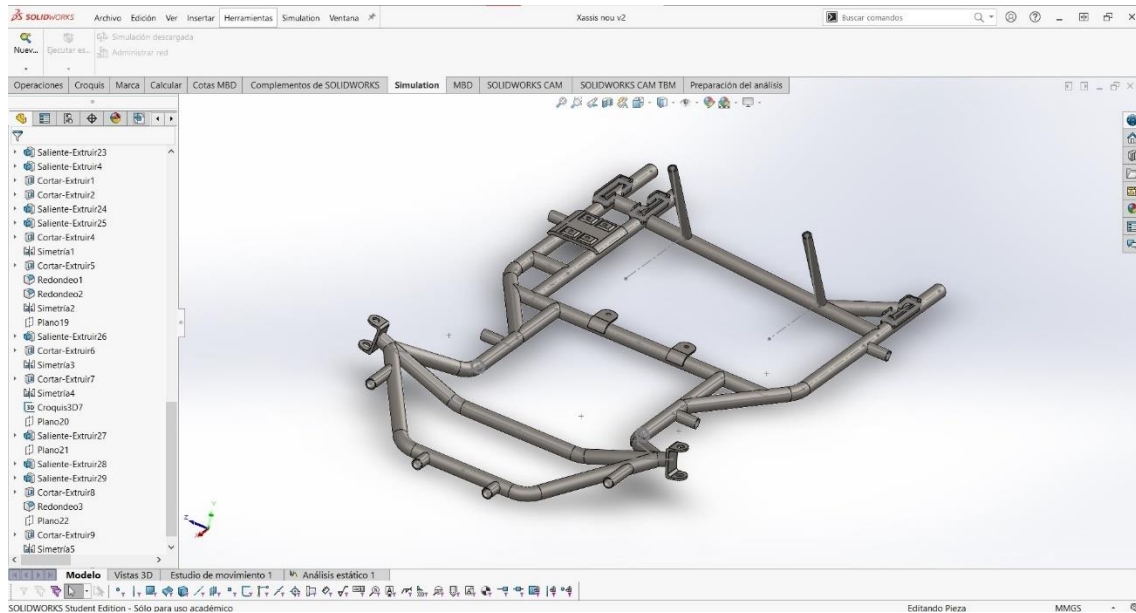 SOLIDWORKS Archivo Edición Ver Insertar Herramientas Simulation Ventana Xassis nou v2 Buscar comandos
Nuev... Ejecutar es... Simulación descargada
Administrar red
Operaciones Croquis Marca Calcular Cotas MBD Complementos de SOLIDWORKS Simulation MBD SOLIDWORKS CAM SOLIDWORKS CAM TBM Preparación del análisis
Saliente-Extruir23
Saliente-Extruir4
Cortar-Extruir1
Cortar-Extruir2
Saliente-Extruir24
Saliente-Extruir25
Cortar-Extruir4
Simetría1
Cortar-Extruir5
Redondeo1
Redondeo2
Simetría2
Plano19
Saliente-Extruir26
Cortar-Extruir6
Simetría3
Cortar-Extruir7
Simetría4
Croquis3D7
Plano20
Saliente-Extruir27
Plano21
Saliente-Extruir28
Saliente-Extruir29
Cortar-Extruir8
Redondeo3
Plano22
Cortar-Extruir9
Simetría5
Modelo Vistas 3D Estudio de movimiento 1 Análisis estático 1
SOLIDWORKS Student Edition - Sólo para uso académico Editando Pieza MMGS